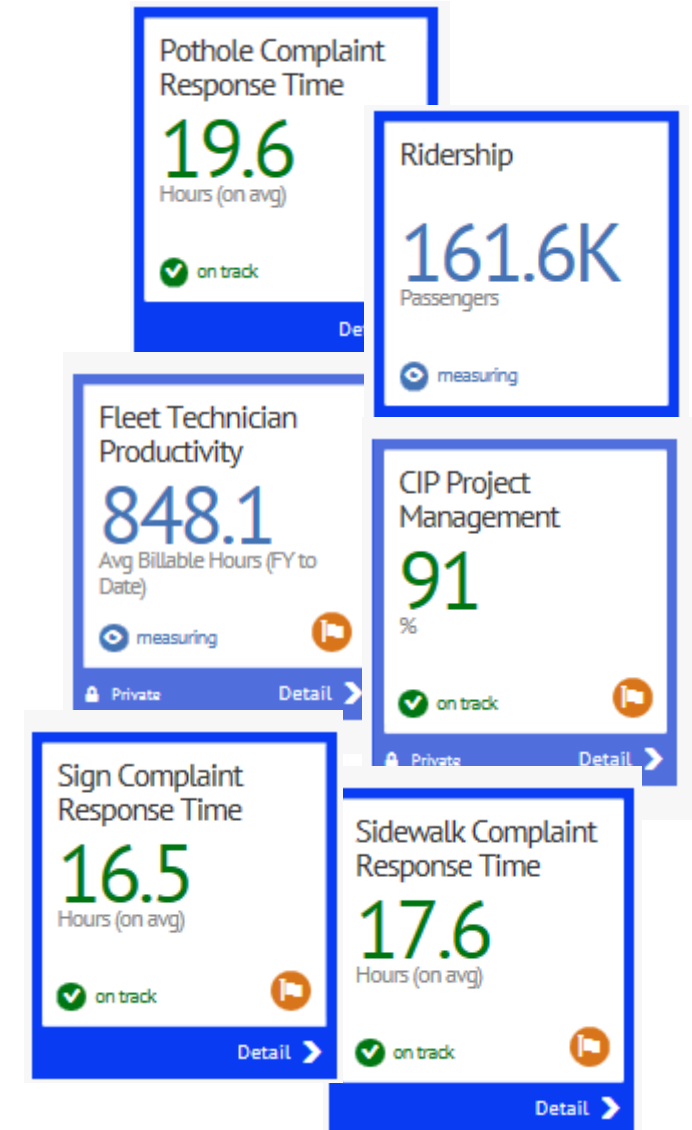 Pothole Complaint
Response Time
19.6
Hours (on avg)
on track
Ridership
161.6K
Passengers
measuring
Fleet Technician
Productivity
848.1
Avg Billable Hours (FY to
Date)
measuring
Private
Detail
CIP Project
Management
91
%
on track
Private
Detail
Sign Complaint
Response Time
16.5
Hours (on avg)
on track
Detail
Sidewalk Complaint
Response Time
17.6
Hours (on avg)
on track
Detail